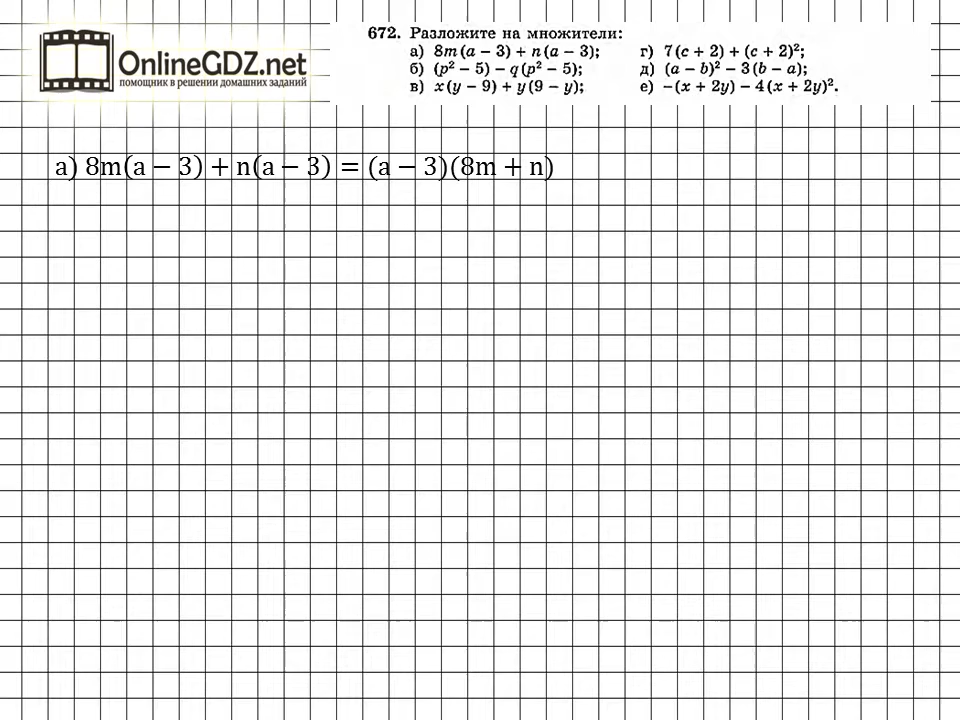 OnlineGDZ.net
помощник в решении домашних заданий
672. Разложите на множители:
а) 8m(a − 3) + n(a − 3);
б) (p² − 5) − q(p² − 5);
в) x(y − 9) + y(9 − y);
г) 7(c + 2) + (c + 2)²;
д) (a − b)² − 3(b − a);
е) −(x + 2y) − 4(x + 2y)².
а) 8m(a − 3) + n(a − 3) = (a − 3)(8m + n)